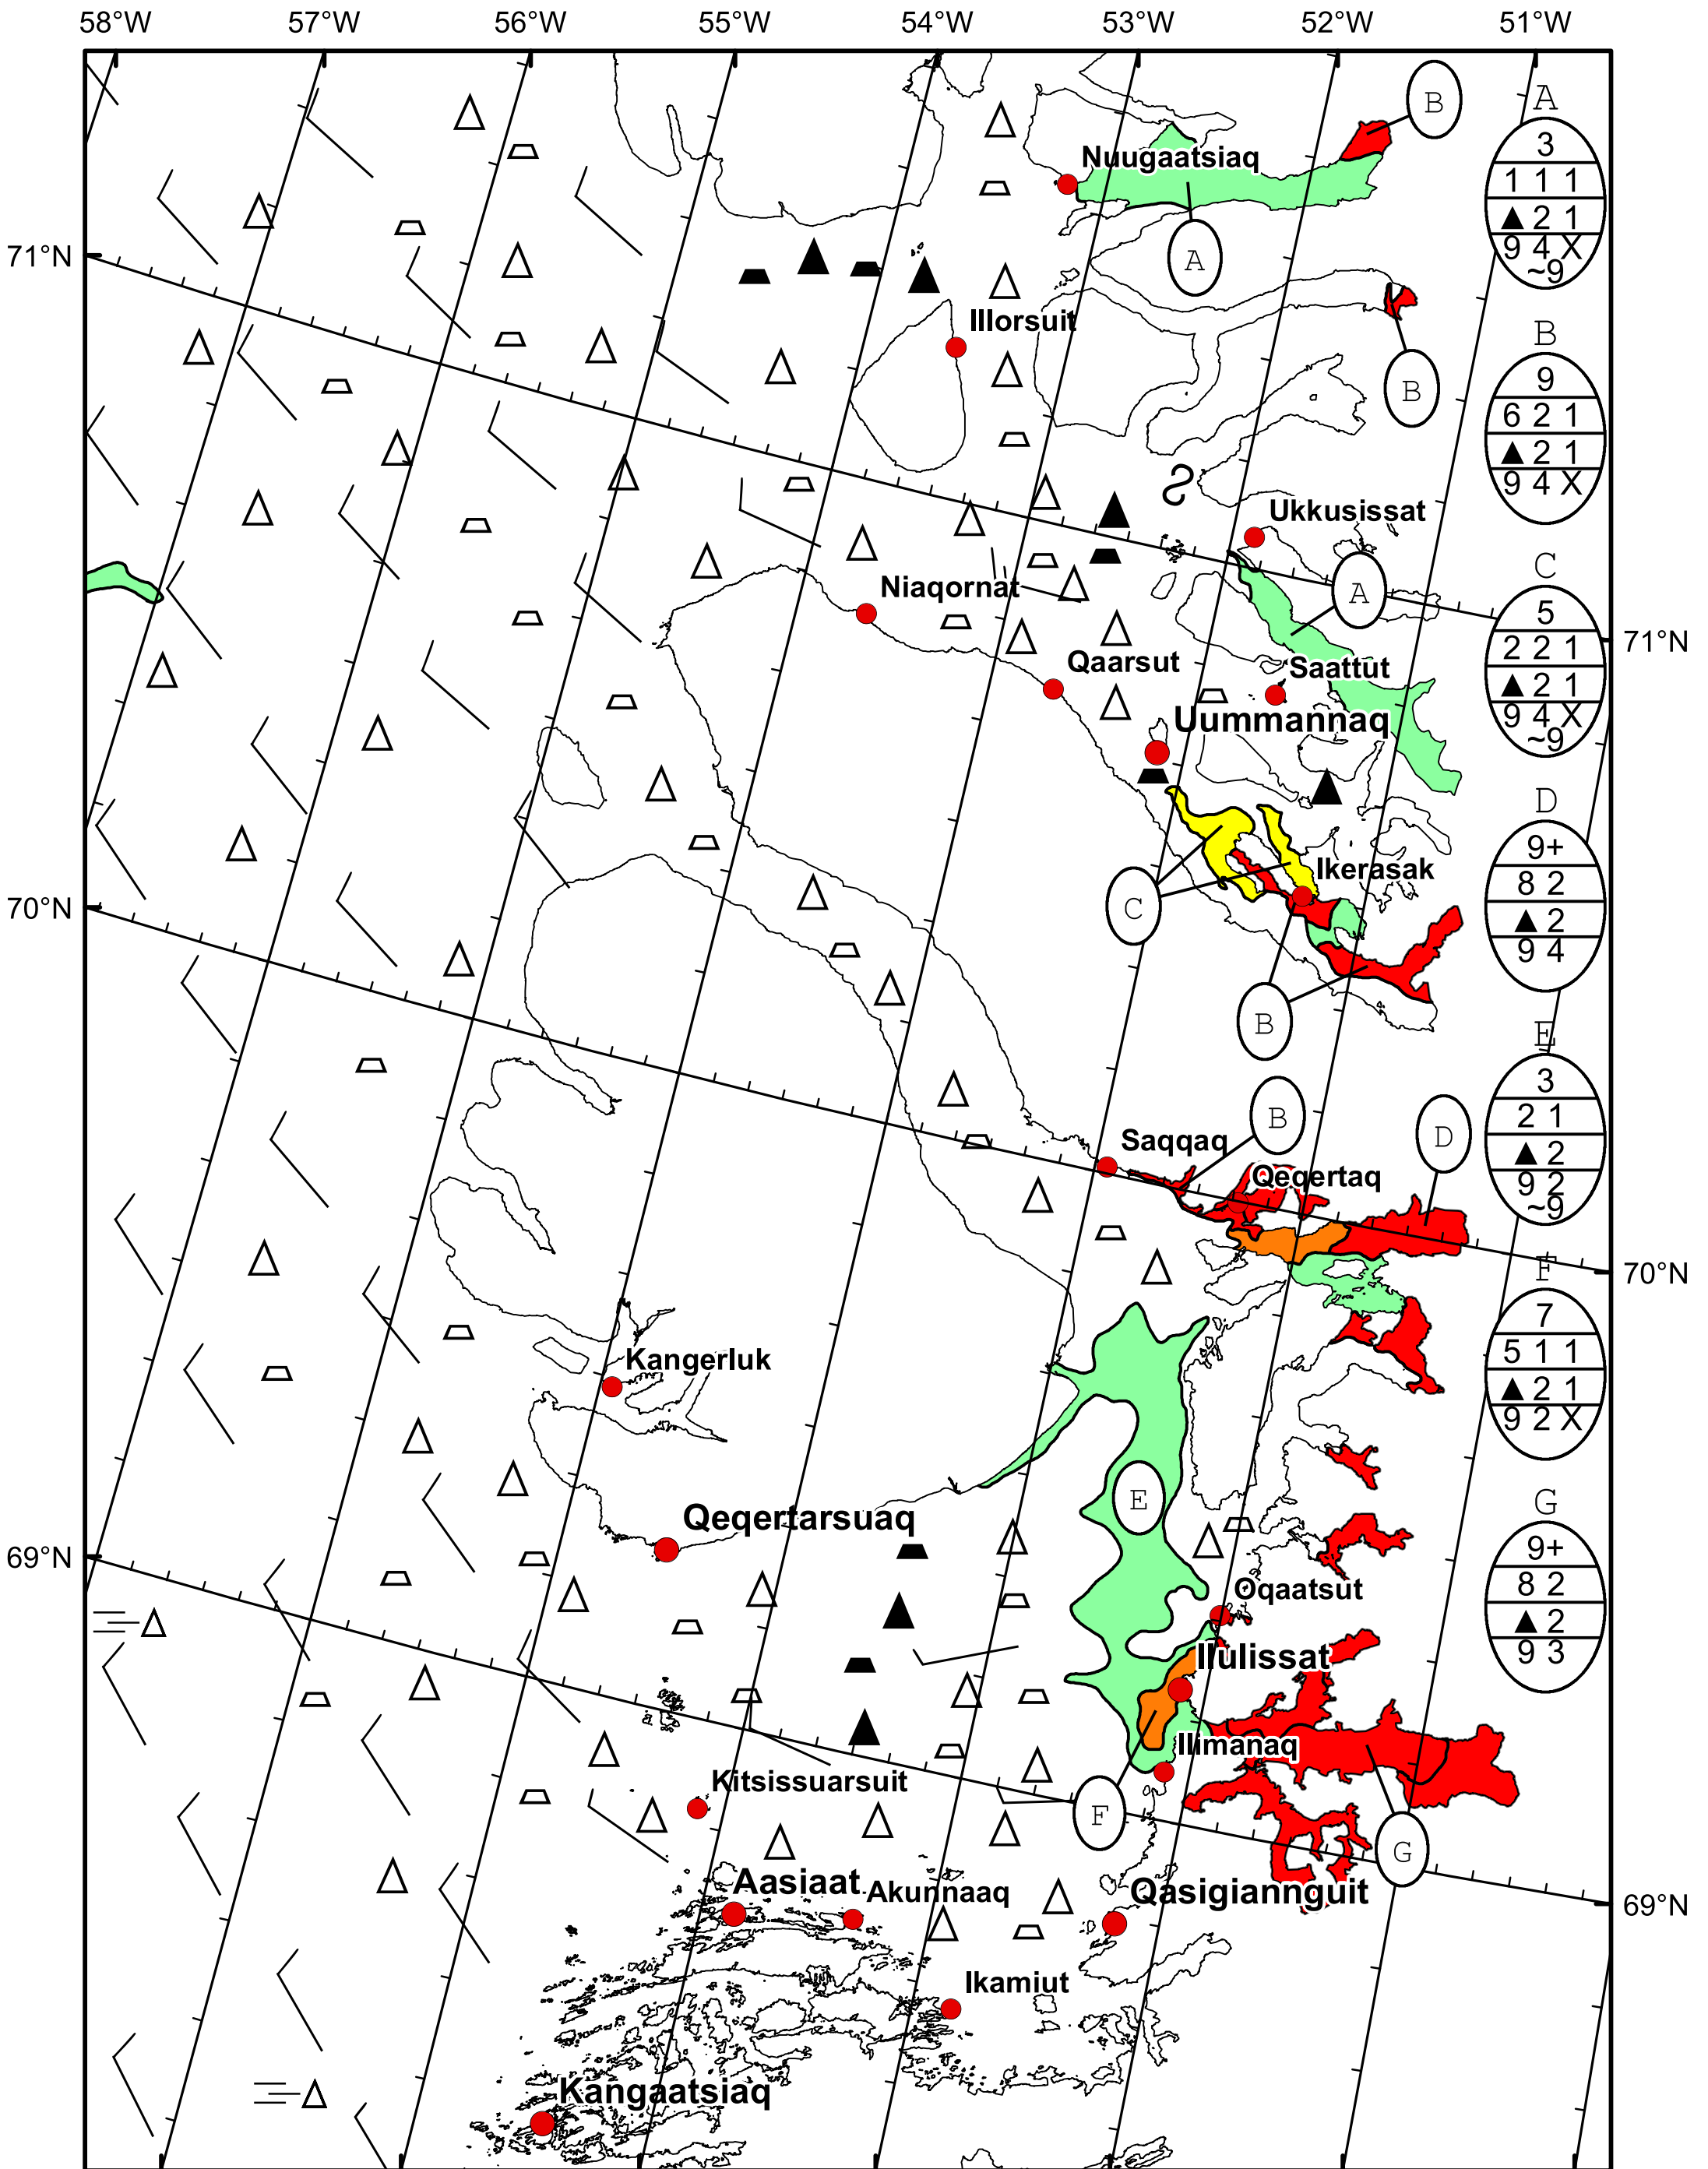 58°W 57°W 56°W 55°W 54°W 53°W 52°W 51°W
B
A
3
1 1 1
▲ 2 1
9 4 X
~9
Nuugaatsiaq
A
71°N
Illorsuit
B
B
9
6 2 1
▲ 2 1
9 4 X
Ukkusissat
C
5
2 2 1
▲ 2 1
9 4 X
~9
A
Niaqornat
71°N
Qaarsut
Saattut
Uummannaq
D
9+
8 2
▲ 2
9 4
Ikerasak
C
70°N
B
E
3
2 1
▲ 2
9 2
~9
B
D
Saqqaq
Qeqertaq
70°N
F
7
5 1 1
▲ 2 1
9 2 X
Kangerluk
E
G
9+
8 2
▲ 2
9 3
Qeqertarsuaq
69°N
Oqaatsut
Ilulissat
Ilimanaq
Kitsissuarsuit
F
G
Aasiaat
Akunnaaq
Qasigiannguit
69°N
Ikamiut
Kangaatsiaq